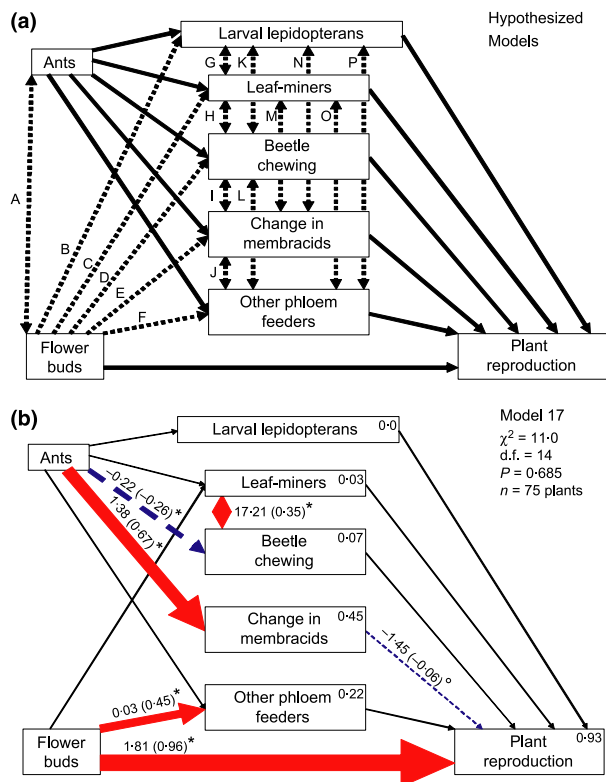 (a)
Hypothesized
Models
Larval lepidopterans
Ants
G K N P
Leaf-miners
H M O
Beetle
chewing
A
I L
B
C
D
Change in
membracids
E
J
F
Other phloem
feeders
Flower
buds
Plant
reproduction
(b)
Model 17
χ² = 11·0
d.f. = 14
P = 0·685
n = 75 plants
Larval lepidopterans 0·0
Ants
Leaf-miners 0·03
−0·22 (−0·26)*
1·38 (0·67)*
17·21 (0·35)*
Beetle
chewing 0·07
Change in
membracids 0·45
−1·45 (−0·06)°
Other phloem
feeders 0·22
0·03 (0·45)*
Flower
buds
1·81 (0·96)*
Plant
reproduction 0·93